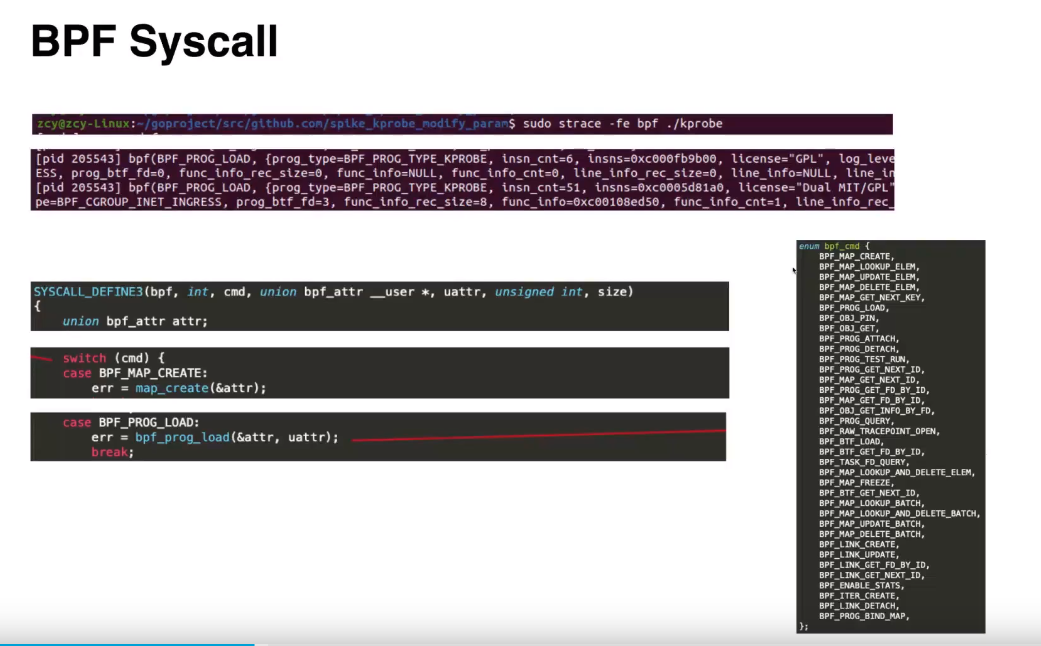 BPF Syscall
zcy@zcy-Linux:~/goproject/src/github.com/spike_kprobe_modify_param$ sudo strace -fe bpf ./kprobe
[pid 205543] bpf(BPF_PROG_LOAD, {prog_type=BPF_PROG_TYPE_KPROBE, insn_cnt=6, insns=0xc000fb9b00, license="GPL", log_leve
ESS, prog_btf_fd=0, func_info_rec_size=0, func_info=NULL, func_info_cnt=0, line_info_rec_size=0, line_info=NULL, line_in
[pid 205543] bpf(BPF_PROG_LOAD, {prog_type=BPF_PROG_TYPE_KPROBE, insn_cnt=51, insns=0xc0005d81a0, license="Dual MIT/GPL"
pe=BPF_CGROUP_INET_INGRESS, prog_btf_fd=3, func_info_rec_size=8, func_info=0xc00108ed50, func_info_cnt=1, line_info_rec_
SYSCALL_DEFINE3(bpf, int, cmd, union bpf_attr __user *, uattr, unsigned int, size)
{
union bpf_attr attr;
switch (cmd) {
case BPF_MAP_CREATE:
err = map_create(&attr);
case BPF_PROG_LOAD:
err = bpf_prog_load(&attr, uattr);
break;
enum bpf_cmd {
BPF_MAP_CREATE,
BPF_MAP_LOOKUP_ELEM,
BPF_MAP_UPDATE_ELEM,
BPF_MAP_DELETE_ELEM,
BPF_MAP_GET_NEXT_KEY,
BPF_PROG_LOAD,
BPF_OBJ_PIN,
BPF_OBJ_GET,
BPF_PROG_ATTACH,
BPF_PROG_DETACH,
BPF_PROG_TEST_RUN,
BPF_PROG_GET_NEXT_ID,
BPF_MAP_GET_NEXT_ID,
BPF_PROG_GET_FD_BY_ID,
BPF_MAP_GET_FD_BY_ID,
BPF_OBJ_GET_INFO_BY_FD,
BPF_PROG_QUERY,
BPF_RAW_TRACEPOINT_OPEN,
BPF_BTF_LOAD,
BPF_BTF_GET_FD_BY_ID,
BPF_TASK_FD_QUERY,
BPF_MAP_LOOKUP_AND_DELETE_ELEM,
BPF_MAP_FREEZE,
BPF_BTF_GET_NEXT_ID,
BPF_MAP_LOOKUP_BATCH,
BPF_MAP_LOOKUP_AND_DELETE_BATCH,
BPF_MAP_UPDATE_BATCH,
BPF_MAP_DELETE_BATCH,
BPF_LINK_CREATE,
BPF_LINK_UPDATE,
BPF_LINK_GET_FD_BY_ID,
BPF_LINK_GET_NEXT_ID,
BPF_ENABLE_STATS,
BPF_ITER_CREATE,
BPF_LINK_DETACH,
BPF_PROG_BIND_MAP,
};